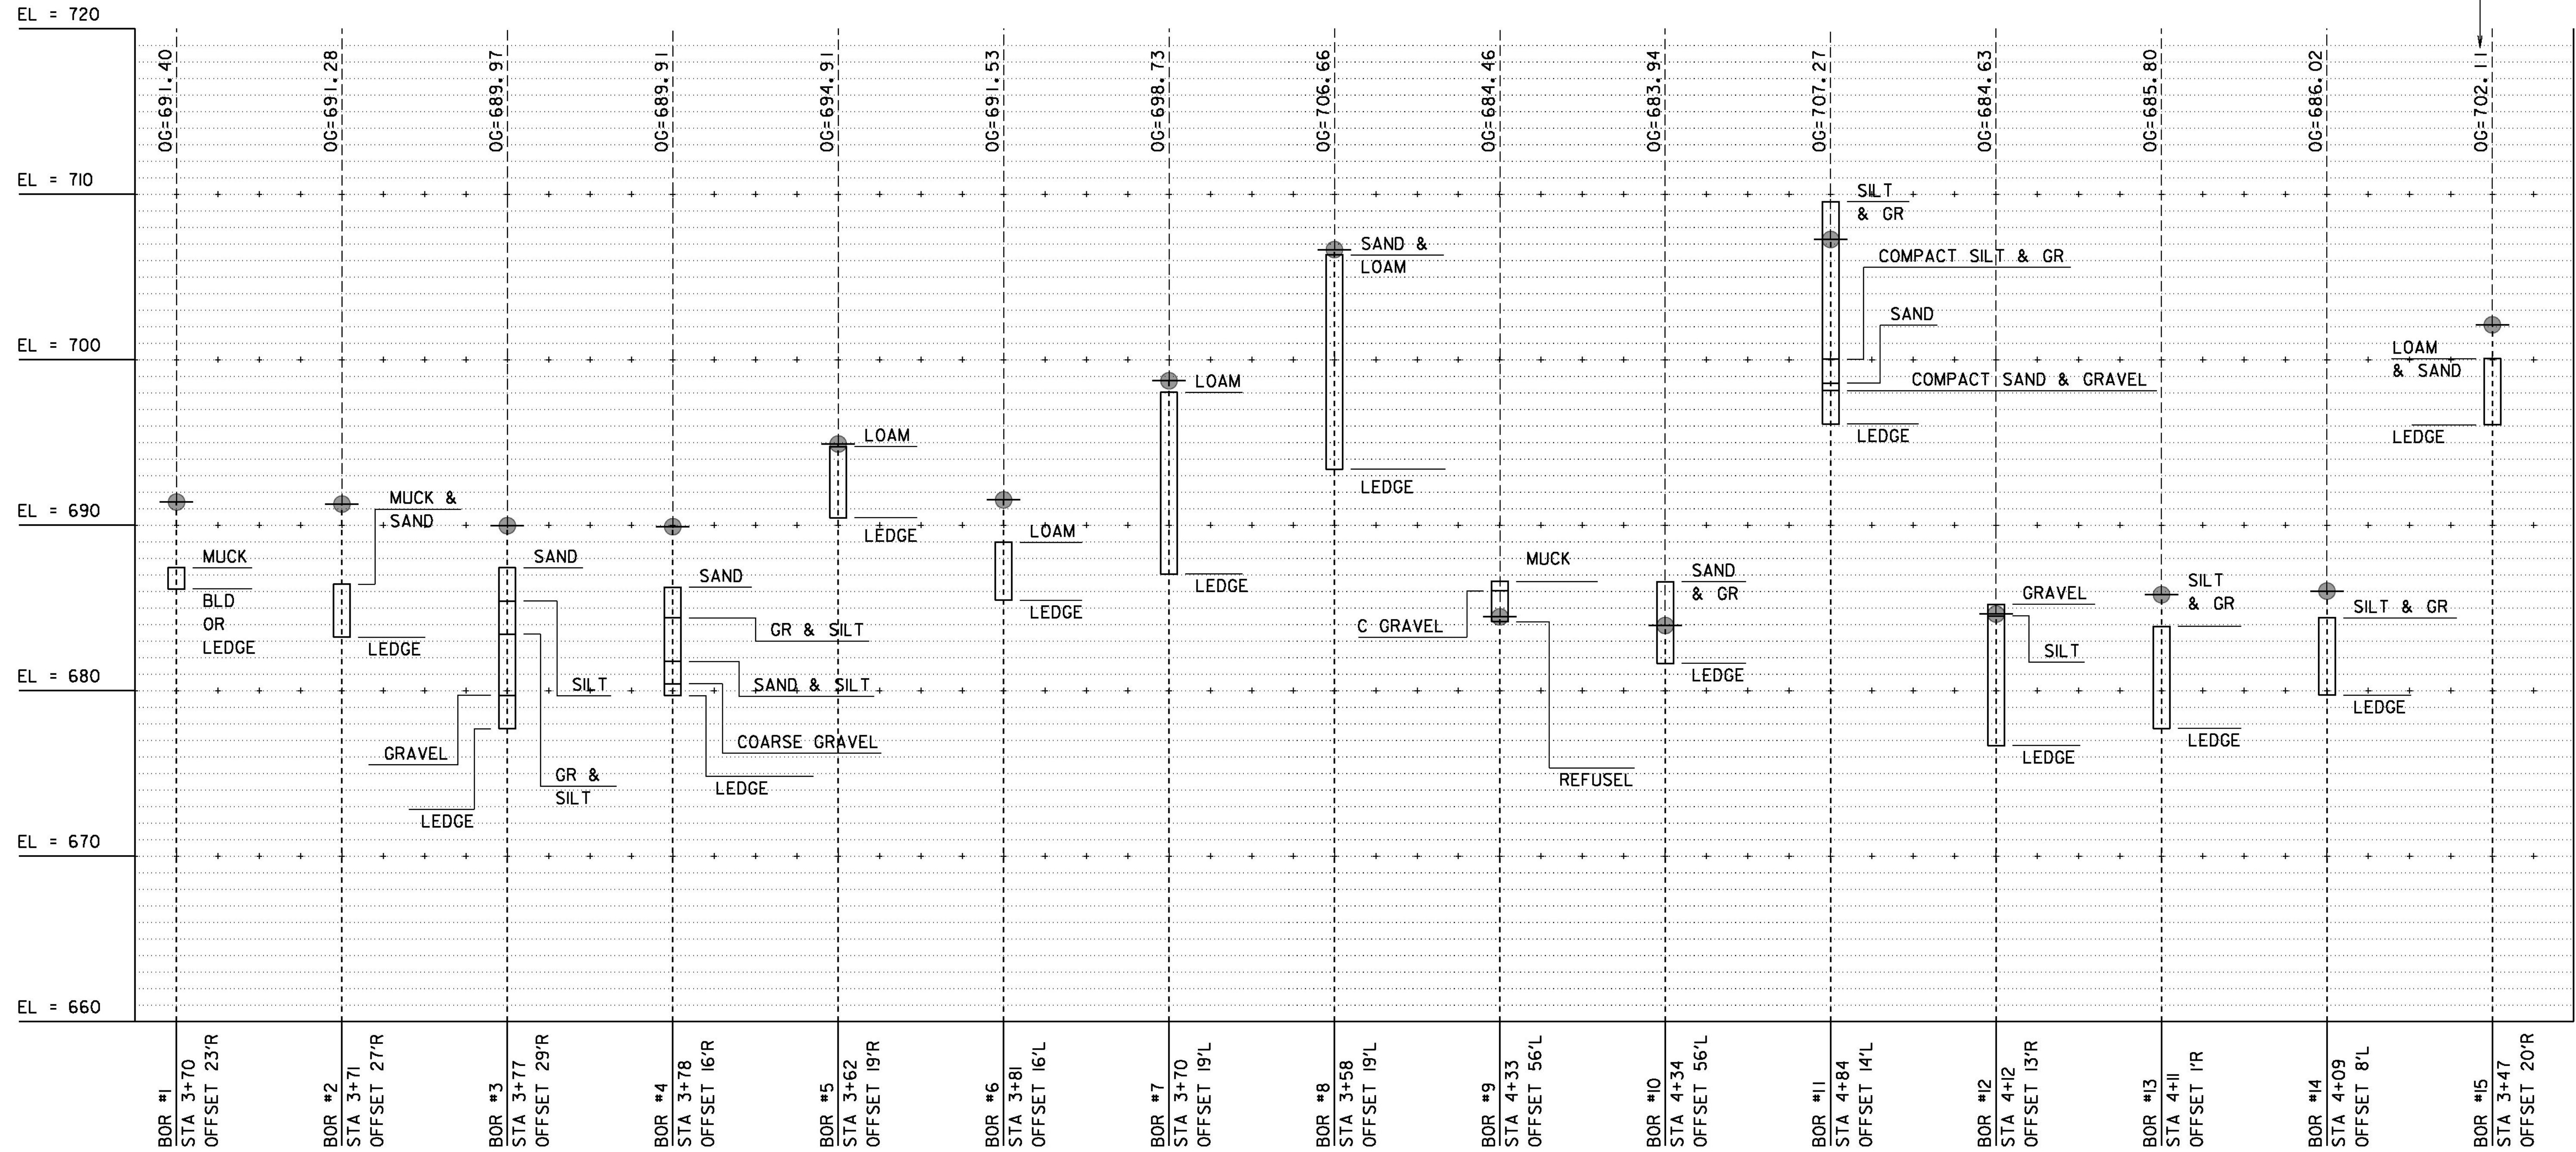 EL = 720
EL = 710
EL = 700
EL = 690
EL = 680
EL = 670
EL = 660
OG=691.40
OG=691.28
OG=689.97
OG=689.91
OG=694.91
OG=691.53
OG=698.73
OG=706.66
OG=684.46
OG=683.94
OG=707.27
OG=684.63
OG=685.80
OG=686.02
OG=702.11
MUCK
BLD
OR
LEDGE
MUCK &
SAND
LEDGE
SAND
SILT
GR &
SILT
GRAVEL
LEDGE
SAND
GR & SILT
SAND & SILT
COARSE GRAVEL
LEDGE
LOAM
LEDGE
LOAM
LEDGE
LOAM
LEDGE
SAND &
LOAM
LEDGE
MUCK
C GRAVEL
REFUSEL
SAND
& GR
LEDGE
SILT
& GR
COMPACT SILT & GR
SAND
COMPACT SAND & GRAVEL
LEDGE
GRAVEL
SILT
LEDGE
SILT
& GR
LEDGE
SILT & GR
LEDGE
LOAM
& SAND
LEDGE
BOR #1
STA 3+70
OFFSET 23'R
BOR #2
STA 3+71
OFFSET 27'R
BOR #3
STA 3+77
OFFSET 29'R
BOR #4
STA 3+78
OFFSET 16'R
BOR #5
STA 3+62
OFFSET 19'R
BOR #6
STA 3+81
OFFSET 16'L
BOR #7
STA 3+70
OFFSET 19'L
BOR #8
STA 3+58
OFFSET 19'L
BOR #9
STA 4+33
OFFSET 56'L
BOR #10
STA 4+34
OFFSET 56'L
BOR #11
STA 4+84
OFFSET 14'L
BOR #12
STA 4+12
OFFSET 13'R
BOR #13
STA 4+11
OFFSET 1'R
BOR #14
STA 4+09
OFFSET 8'L
BOR #15
STA 3+47
OFFSET 20'R